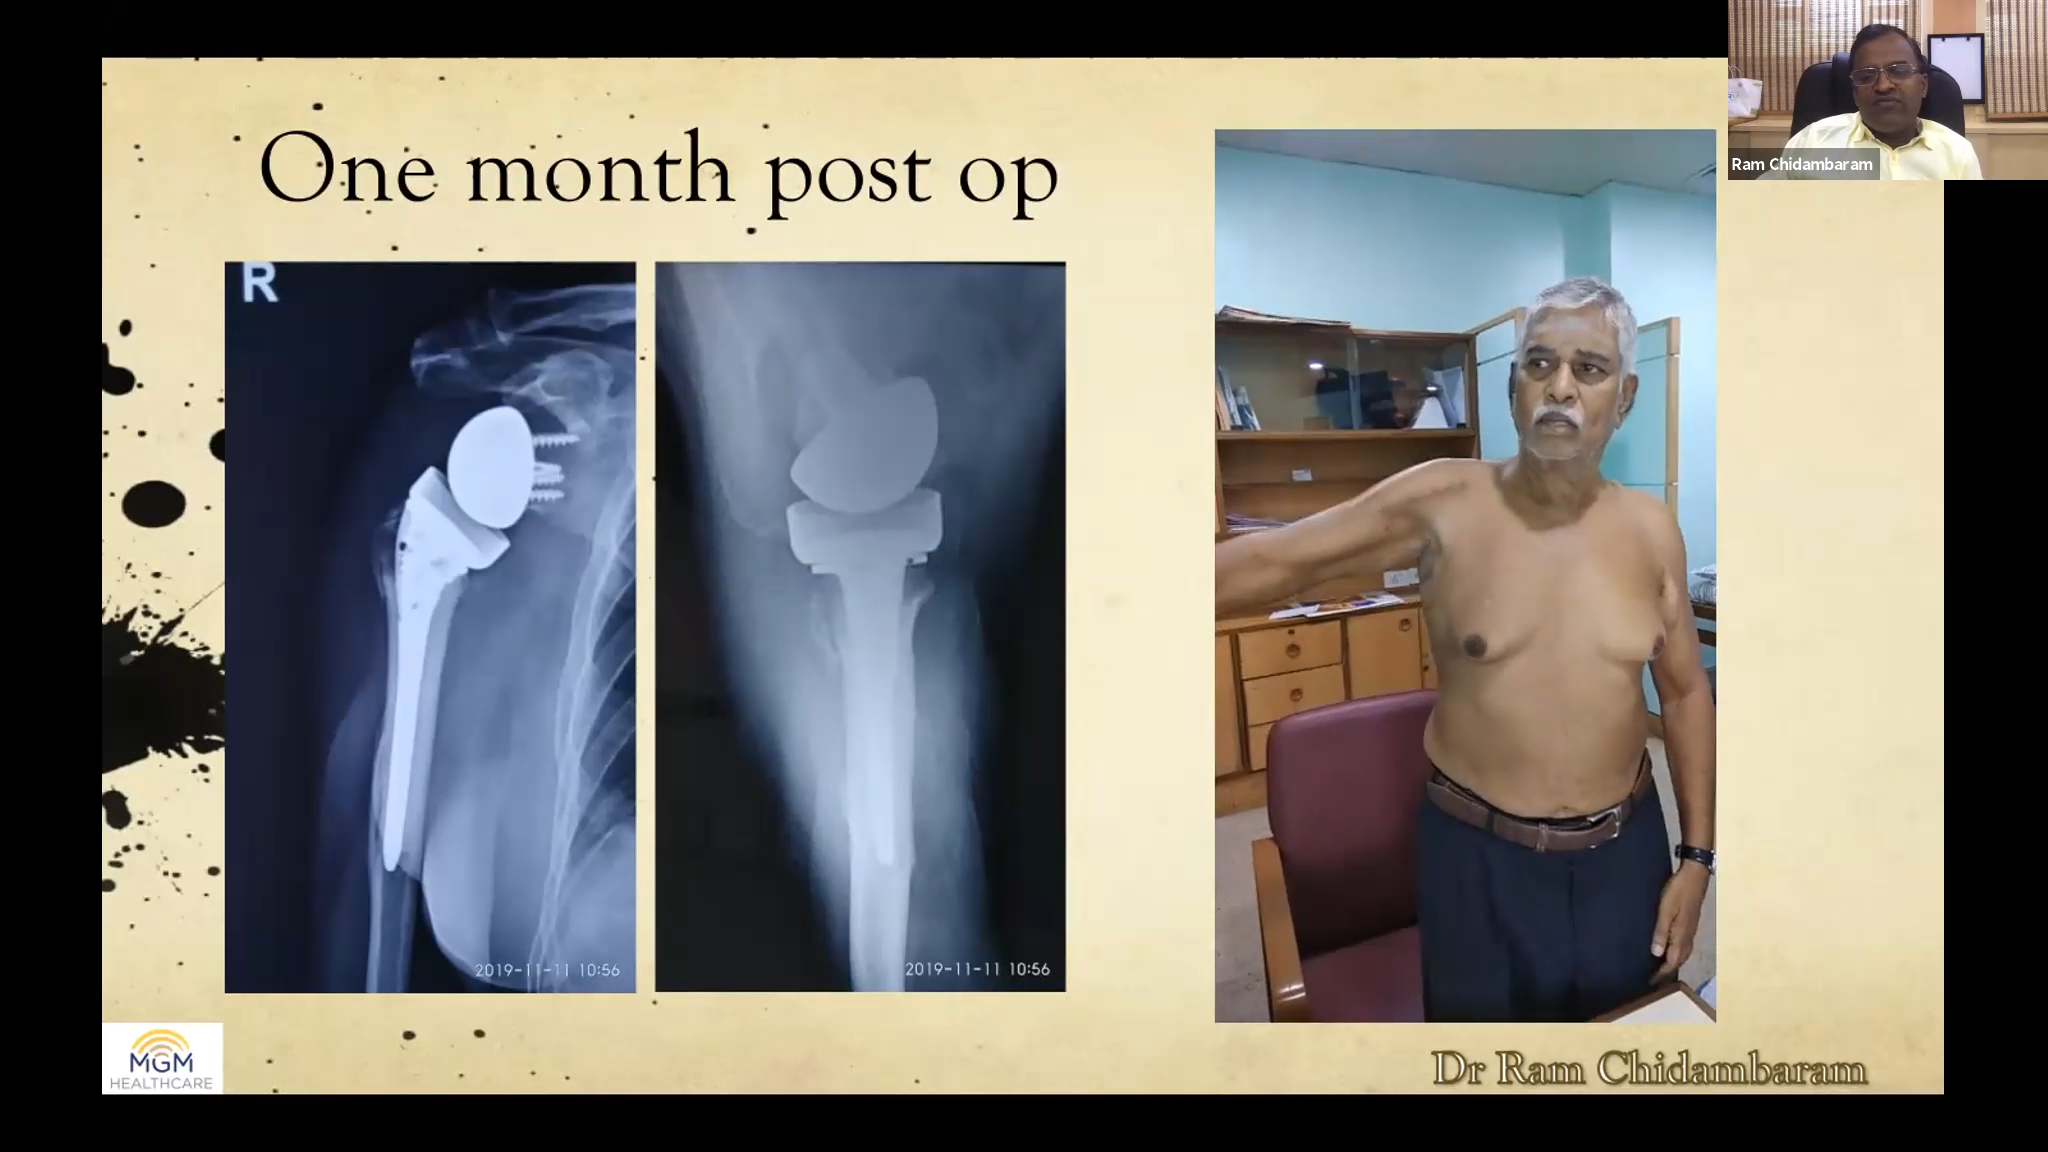 Ram Chidambaram
One month post op
R
2019-11-11 10:56
2019-11-11 10:56
MGM
HEALTHCARE
Dr Ram Chidambaram